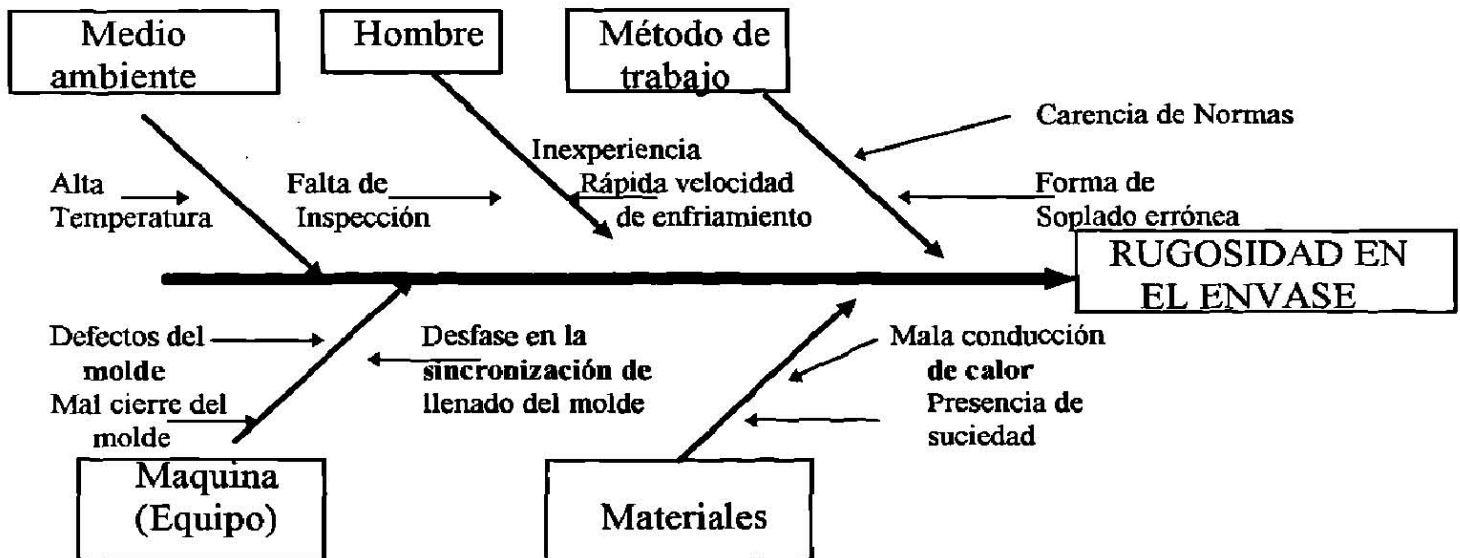 Medio
ambiente
Hombre
Método de
trabajo
Carencia de Normas
Inexperiencia
Alta
Temperatura
Falta de
Inspección
Rápida velocidad
de enfriamiento
Forma de
Soplado errónea
RUGOSIDAD EN
EL ENVASE
Defectos del
molde
Mal cierre del
molde
Desfase en la
sincronización de
llenado del molde
Mala conducción
de calor
Presencia de
suciedad
Maquina
(Equipo)
Materiales